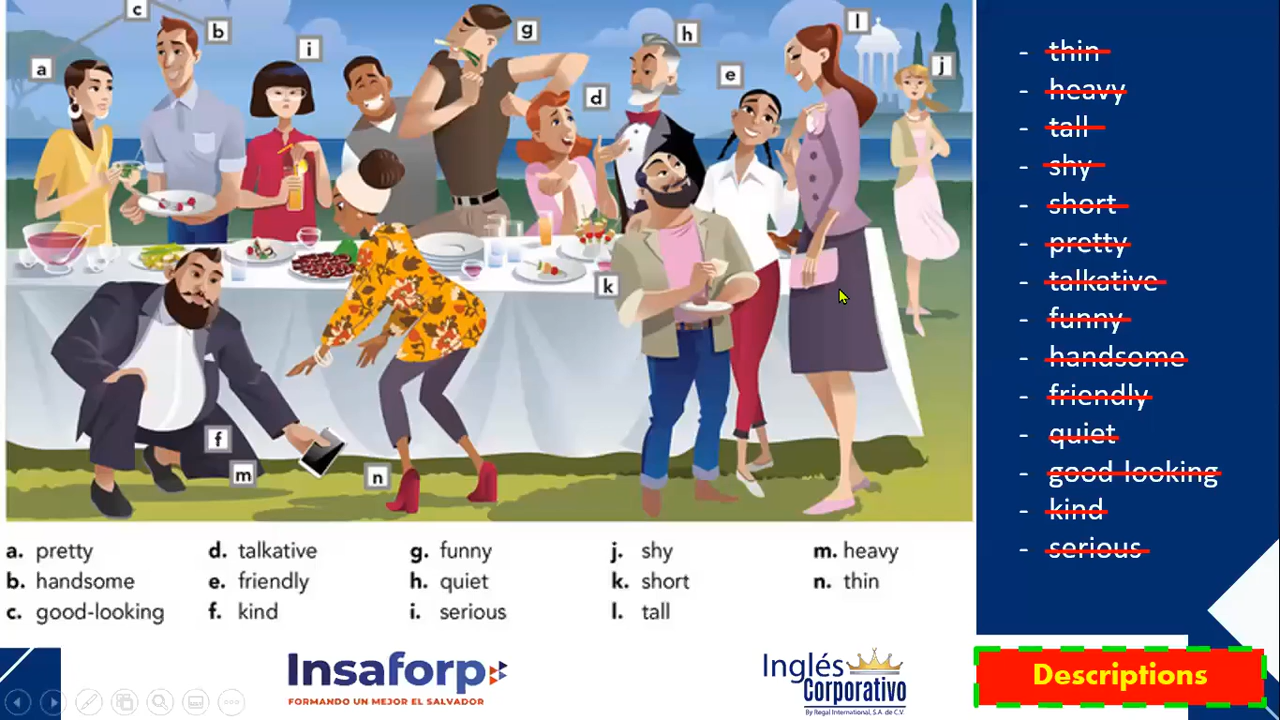 c
b
g
l
h
i
a
j
e
d
k
f
m
n
- thin
- heavy
- tall
- shy
- short
- pretty
- talkative
- funny
- handsome
- friendly
- quiet
- good looking
- kind
- serious
a. pretty
b. handsome
c. good-looking
d. talkative
e. friendly
f. kind
g. funny
h. quiet
i. serious
j. shy
k. short
l. tall
m. heavy
n. thin
Insaforp
FORMANDO UN MEJOR EL SALVADOR
Inglés
Corporativo
By Regal International, S.A. de C.V
Descriptions